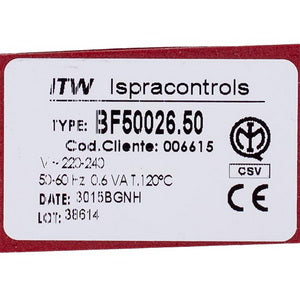 ITW Ispracontrols
TYPE: BF50026.50
Cod.Cliente: 006615
V ~ 220-240
50-60 Hz 0.6 VA T.120°C
DATE: 3015BGNH
LOT: 38614
CSV
CE